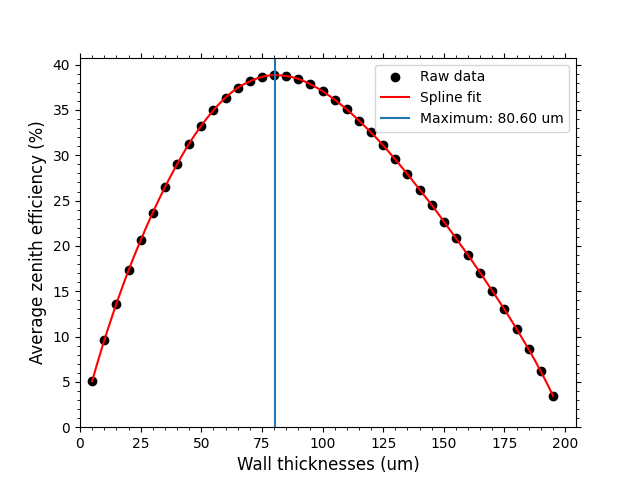 40
35
30
25
20
15
10
5
0
Average zenith efficiency (%)
Raw data
Spline fit
Maximum: 80.60 um
0 25 50 75 100 125 150 175 200
Wall thicknesses (um)